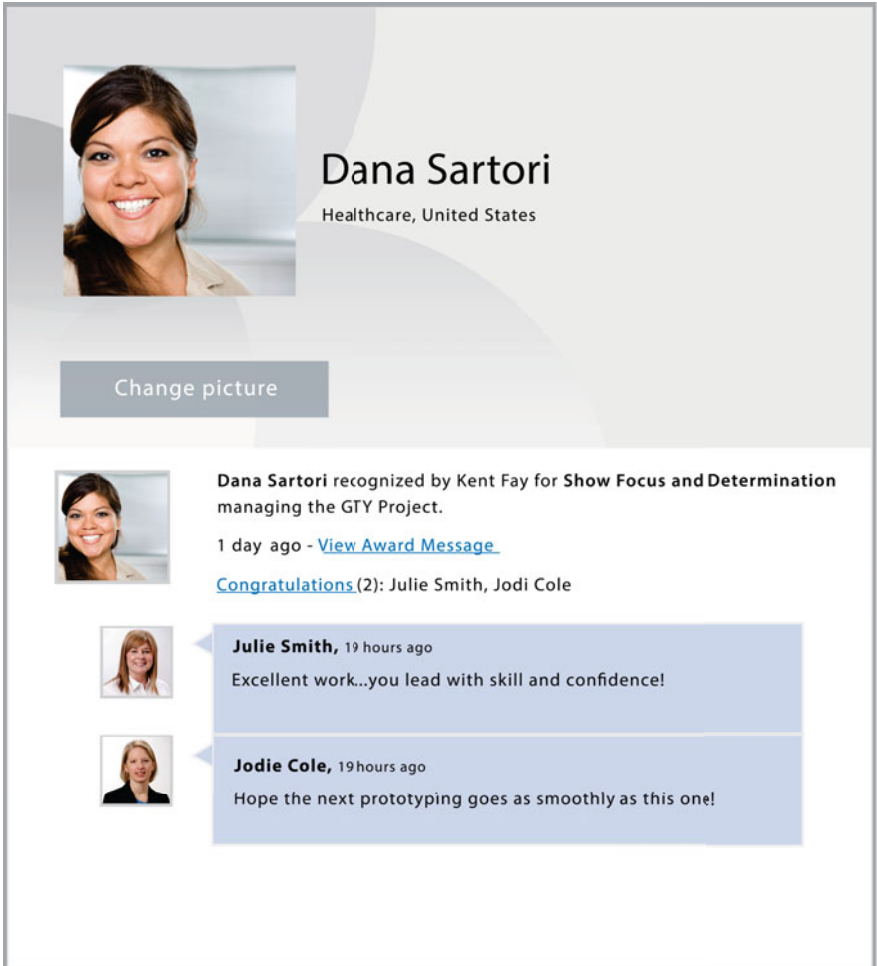 Dana Sartori
Healthcare, United States
Change picture
Dana Sartori recognized by Kent Fay for Show Focus and Determination
managing the GTY Project.
1 day ago - View Award Message
Congratulations (2): Julie Smith, Jodi Cole
Julie Smith, 19 hours ago
Excellent work...you lead with skill and confidence!
Jodie Cole, 19 hours ago
Hope the next prototyping goes as smoothly as this one!